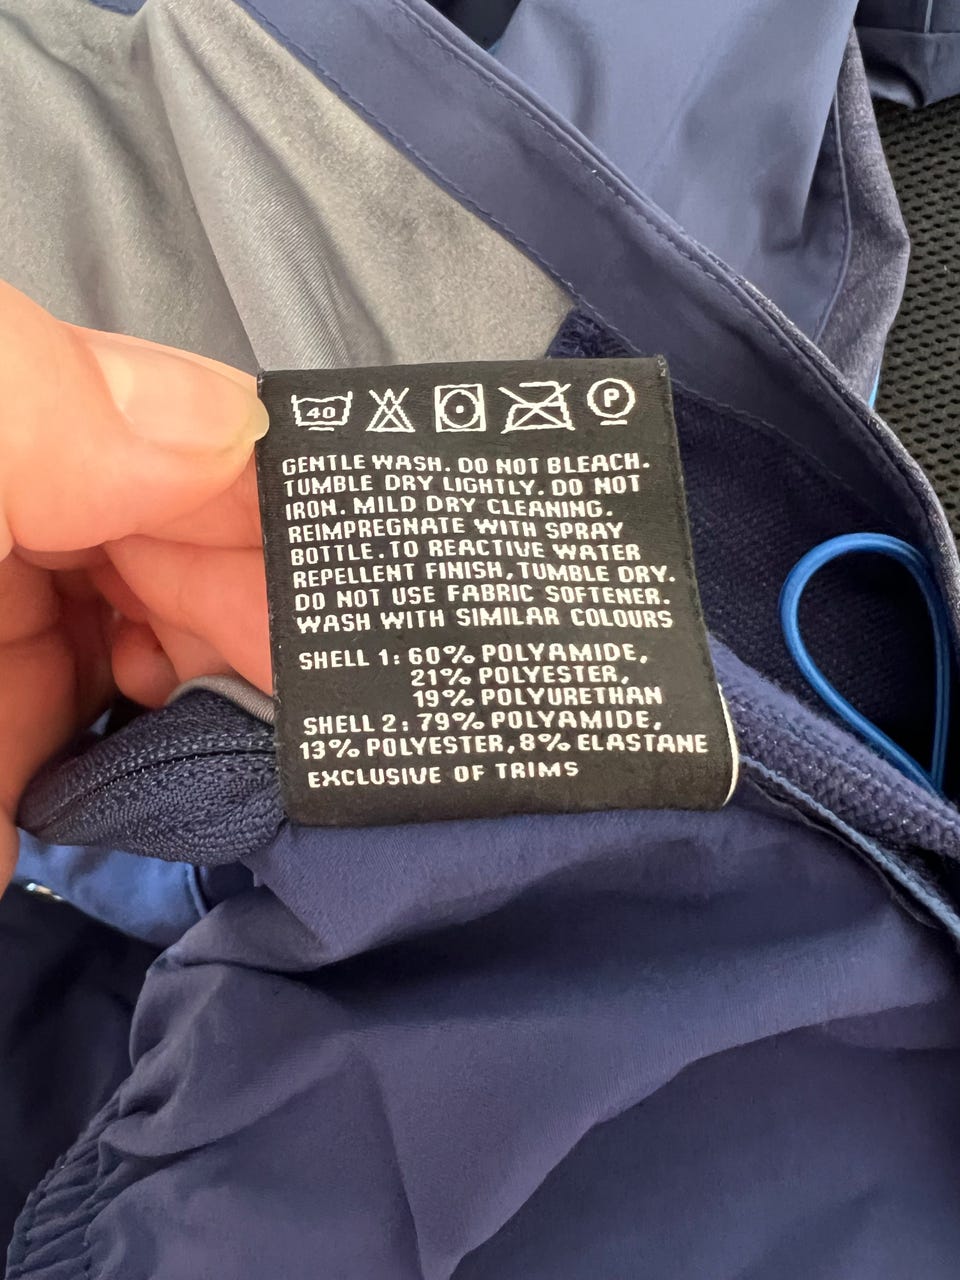 40 P
GENTLE WASH. DO NOT BLEACH.
TUMBLE DRY LIGHTLY. DO NOT
IRON. MILD DRY CLEANING.
REIMPREGNATE WITH SPRAY
BOTTLE. TO REACTIVE WATER
REPELLENT FINISH, TUMBLE DRY.
DO NOT USE FABRIC SOFTENER.
WASH WITH SIMILAR COLOURS
SHELL 1: 60% POLYAMIDE,
21% POLYESTER,
19% POLYURETHAN
SHELL 2: 79% POLYAMIDE,
13% POLYESTER, 8% ELASTANE
EXCLUSIVE OF TRIMS